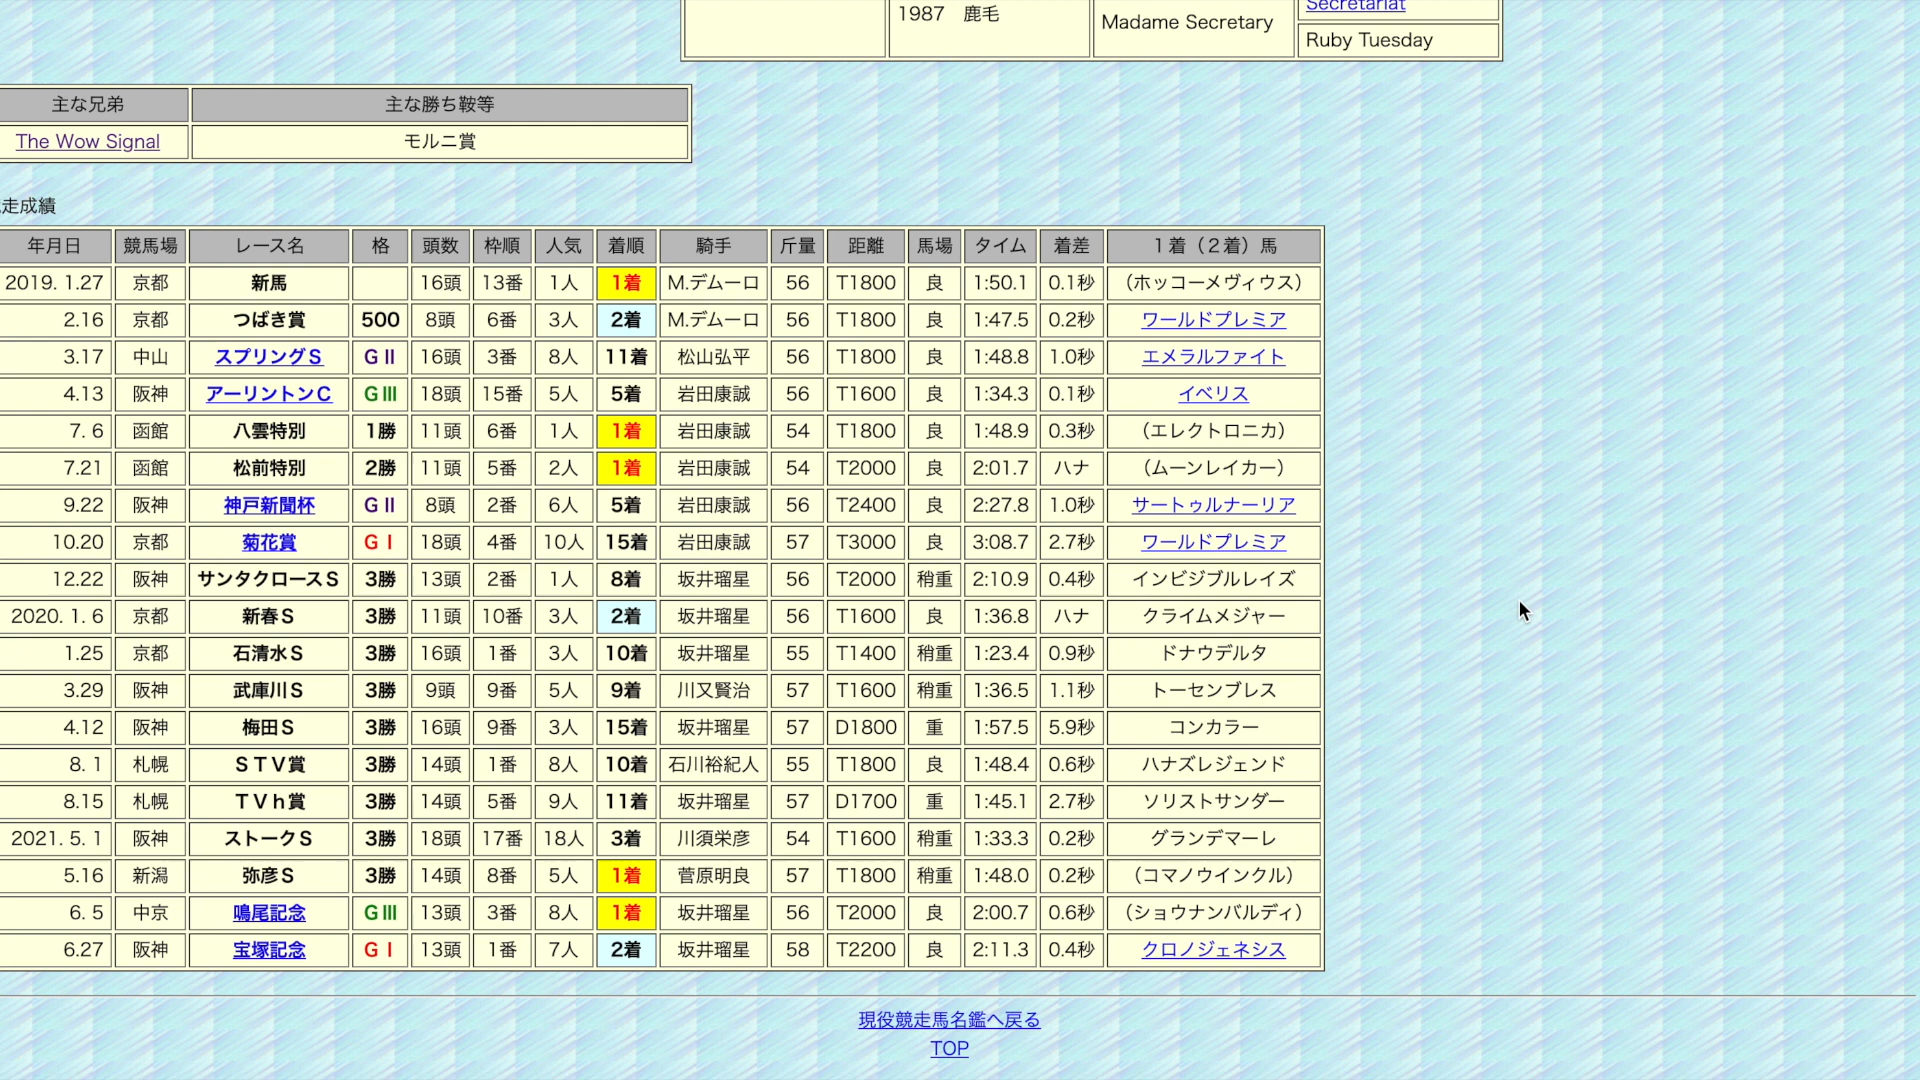 1987　鹿毛
Madame Secretary
Secretariat
Ruby Tuesday
主な兄弟 主な勝ち鞍等
The Wow Signal モルニ賞
走成績
年月日 競馬場 レース名 格 頭数 枠順 人気 着順 騎手 斤量 距離 馬場 タイム 着差 １着（２着）馬
2019. 1.27 京都 新馬 16頭 13番 1人 1着 M.デムーロ 56 T1800 良 1:50.1 0.1秒 （ホッコーメヴィウス）
2.16 京都 つばき賞 500 8頭 6番 3人 2着 M.デムーロ 56 T1800 良 1:47.5 0.2秒 ワールドプレミア
3.17 中山 スプリングＳ GⅡ 16頭 3番 8人 11着 松山弘平 56 T1800 良 1:48.8 1.0秒 エメラルファイト
4.13 阪神 アーリントンＣ GⅢ 18頭 15番 5人 5着 岩田康誠 56 T1600 良 1:34.3 0.1秒 イベリス
7. 6 函館 八雲特別 1勝 11頭 6番 1人 1着 岩田康誠 54 T1800 良 1:48.9 0.3秒 （エレクトロニカ）
7.21 函館 松前特別 2勝 11頭 5番 2人 1着 岩田康誠 54 T2000 良 2:01.7 ハナ （ムーンレイカー）
9.22 阪神 神戸新聞杯 GⅡ 8頭 2番 6人 5着 岩田康誠 56 T2400 良 2:27.8 1.0秒 サートゥルナーリア
10.20 京都 菊花賞 GⅠ 18頭 4番 10人 15着 岩田康誠 57 T3000 良 3:08.7 2.7秒 ワールドプレミア
12.22 阪神 サンタクロースＳ 3勝 13頭 2番 1人 8着 坂井瑠星 56 T2000 稍重 2:10.9 0.4秒 インビジブルレイズ
2020. 1. 6 京都 新春Ｓ 3勝 11頭 10番 3人 2着 坂井瑠星 56 T1600 良 1:36.8 ハナ クライムメジャー
1.25 京都 石清水Ｓ 3勝 16頭 1番 3人 10着 坂井瑠星 55 T1400 稍重 1:23.4 0.9秒 ドナウデルタ
3.29 阪神 武庫川Ｓ 3勝 9頭 9番 5人 9着 川又賢治 57 T1600 稍重 1:36.5 1.1秒 トーセンブレス
4.12 阪神 梅田Ｓ 3勝 16頭 9番 3人 15着 坂井瑠星 57 D1800 重 1:57.5 5.9秒 コンカラー
8. 1 札幌 ＳＴＶ賞 3勝 14頭 1番 8人 10着 石川裕紀人 55 T1800 良 1:48.4 0.6秒 ハナズレジェンド
8.15 札幌 ＴＶｈ賞 3勝 14頭 5番 9人 11着 坂井瑠星 57 D1700 重 1:45.1 2.7秒 ソリストサンダー
2021. 5. 1 阪神 ストークＳ 3勝 18頭 17番 18人 3着 川須栄彦 54 T1600 稍重 1:33.3 0.2秒 グランデマーレ
5.16 新潟 弥彦Ｓ 3勝 14頭 8番 5人 1着 菅原明良 57 T1800 稍重 1:48.0 0.2秒 （コマノウインクル）
6. 5 中京 鳴尾記念 GⅢ 13頭 3番 8人 1着 坂井瑠星 56 T2000 良 2:00.7 0.6秒 （ショウナンバルディ）
6.27 阪神 宝塚記念 GⅠ 13頭 1番 7人 2着 坂井瑠星 58 T2200 良 2:11.3 0.4秒 クロノジェネシス
現役競走馬名鑑へ戻る
TOP